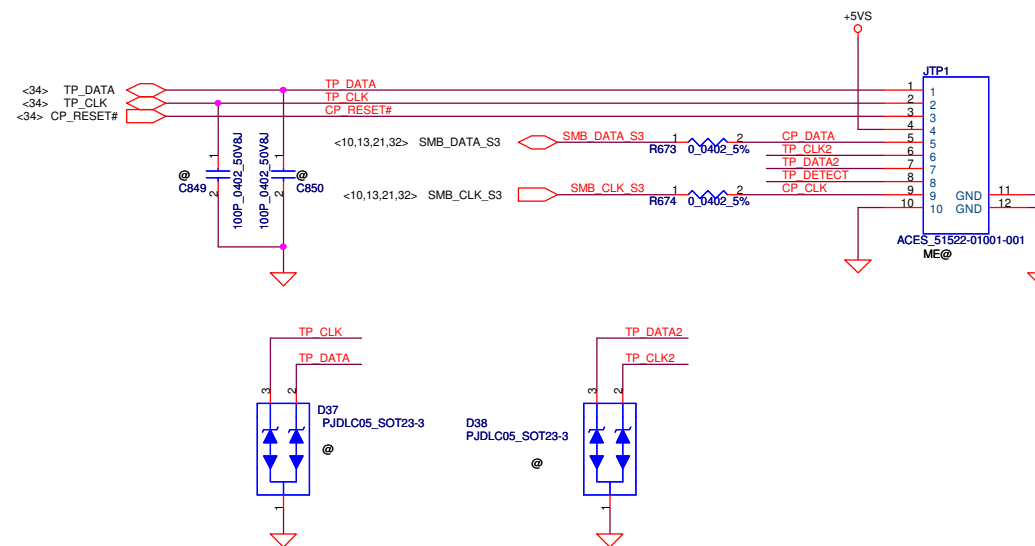 +5VS
JTP1
<34> TP_DATA TP_DATA 1 1
<34> TP_CLK TP_CLK 2 2
<34> CP_RESET# CP_RESET# 3 3
4 4
<10,13,21,32> SMB_DATA_S3 SMB_DATA_S3 1 2 CP_DATA 5 5
R673 0_0402_5%
TP_CLK2 6 6
TP_DATA2 7 7
TP_DETECT 8 8
<10,13,21,32> SMB_CLK_S3 SMB_CLK_S3 1 2 CP_CLK 9 9 GND 11
R674 0_0402_5%
10 10 GND 12
ACES_51522-01001-001
ME@
1 1
@ @
C849 C850
2 2
100P_0402_50V8J
100P_0402_50V8J
TP_CLK
TP_DATA
3 2
D37
PJDLC05_SOT23-3
@
1
TP_DATA2
TP_CLK2
3 2
D38
PJDLC05_SOT23-3
@
1